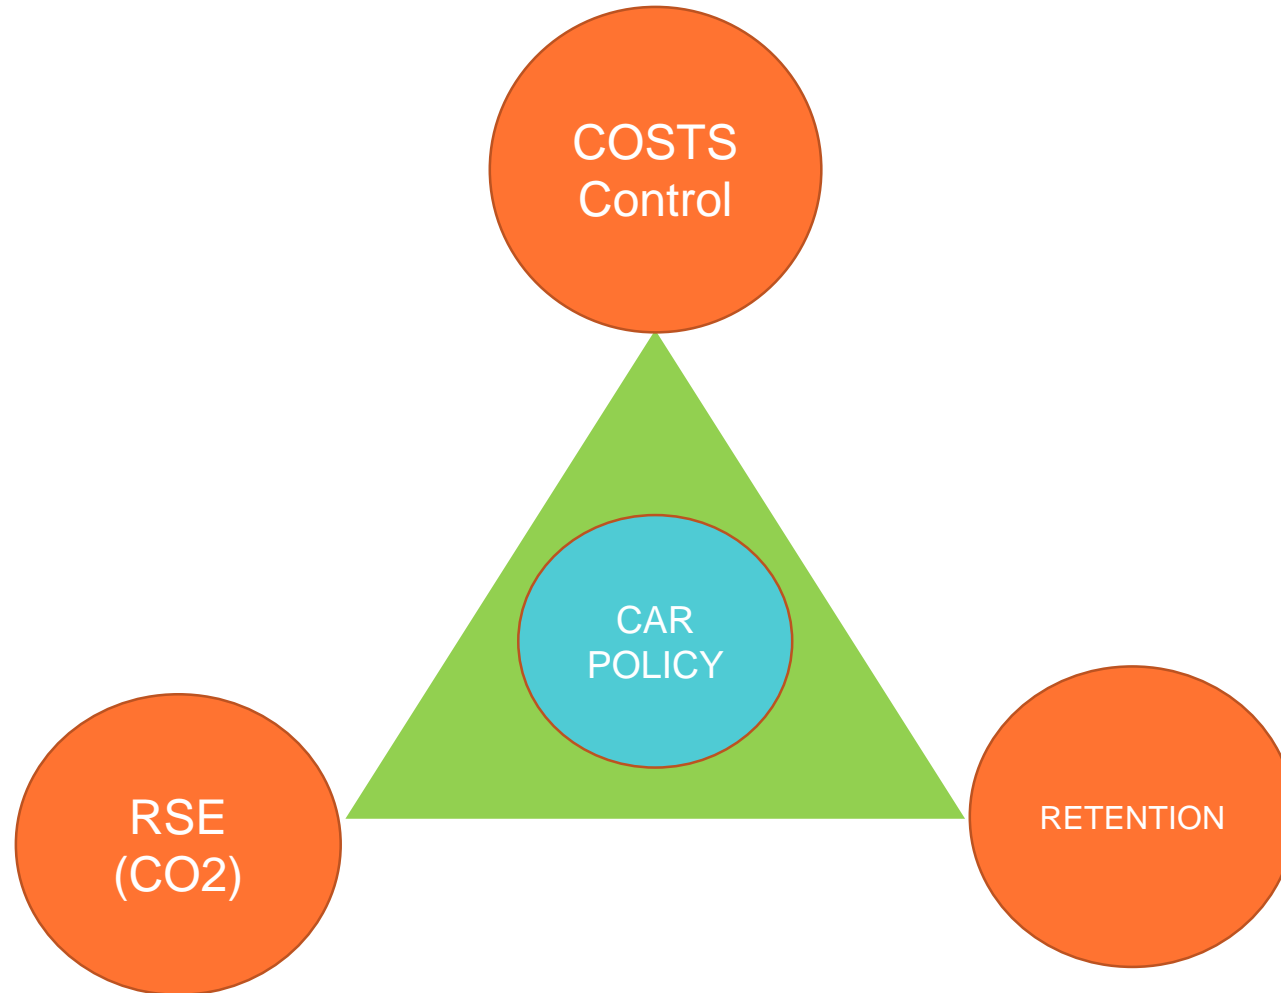 COSTS
Control
CAR
POLICY
RSE
(CO2)
RETENTION